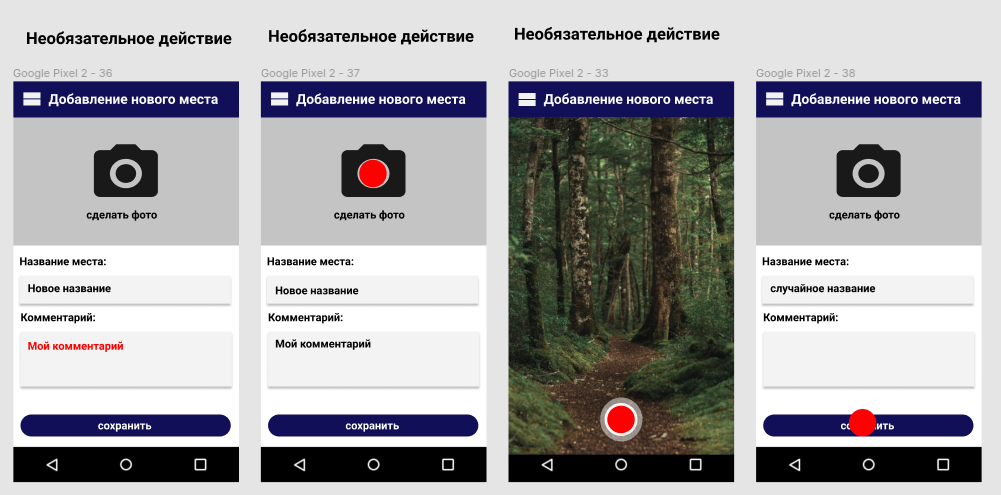 Необязательное действие
Необязательное действие
Необязательное действие
Google Pixel 2 - 36
Добавление нового места
сделать фото
Название места:
Новое название
Комментарий:
Мой комментарий
сохранить
Google Pixel 2 - 37
Добавление нового места
сделать фото
Название места:
Новое название
Комментарий:
Мой комментарий
сохранить
Google Pixel 2 - 33
Добавление нового места
Google Pixel 2 - 38
Добавление нового места
сделать фото
Название места:
случайное название
Комментарий: